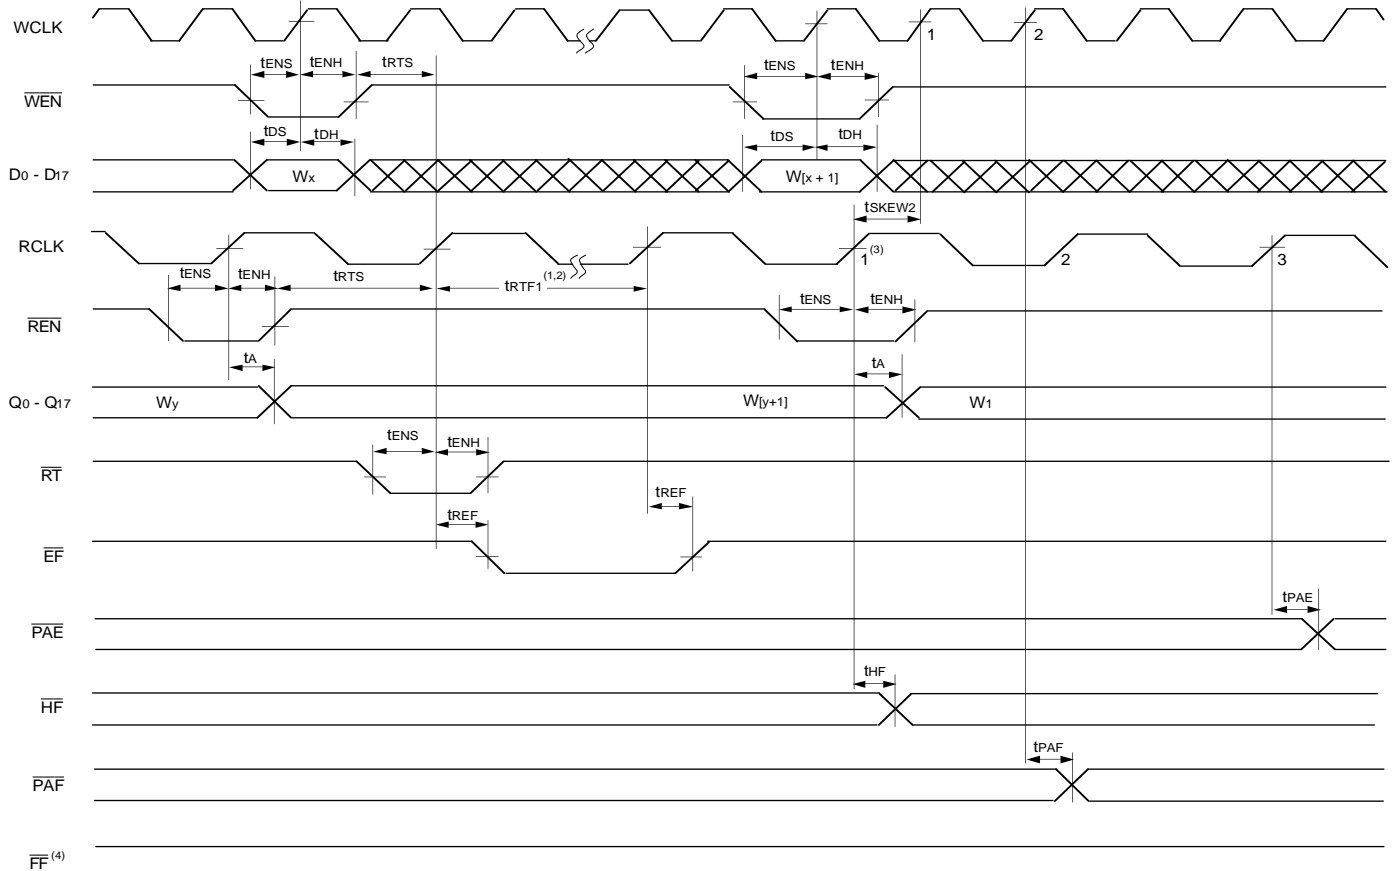 WCLK
1
2
tENS tENH tRTS tENS tENH
WEN
tDS tDH tDS tDH
D0 - D17 Wx W[x + 1]
tSKEW2
RCLK 1(3) 2 3
tENS tENH tRTS tRTF1(1,2) tENS tENH
REN
tA tA
Q0 - Q17 Wy W[y+1] W1
tENS tENH
RT
tREF tREF
EF
tPAE
PAE
tHF
HF
tPAF
PAF
FF(4)